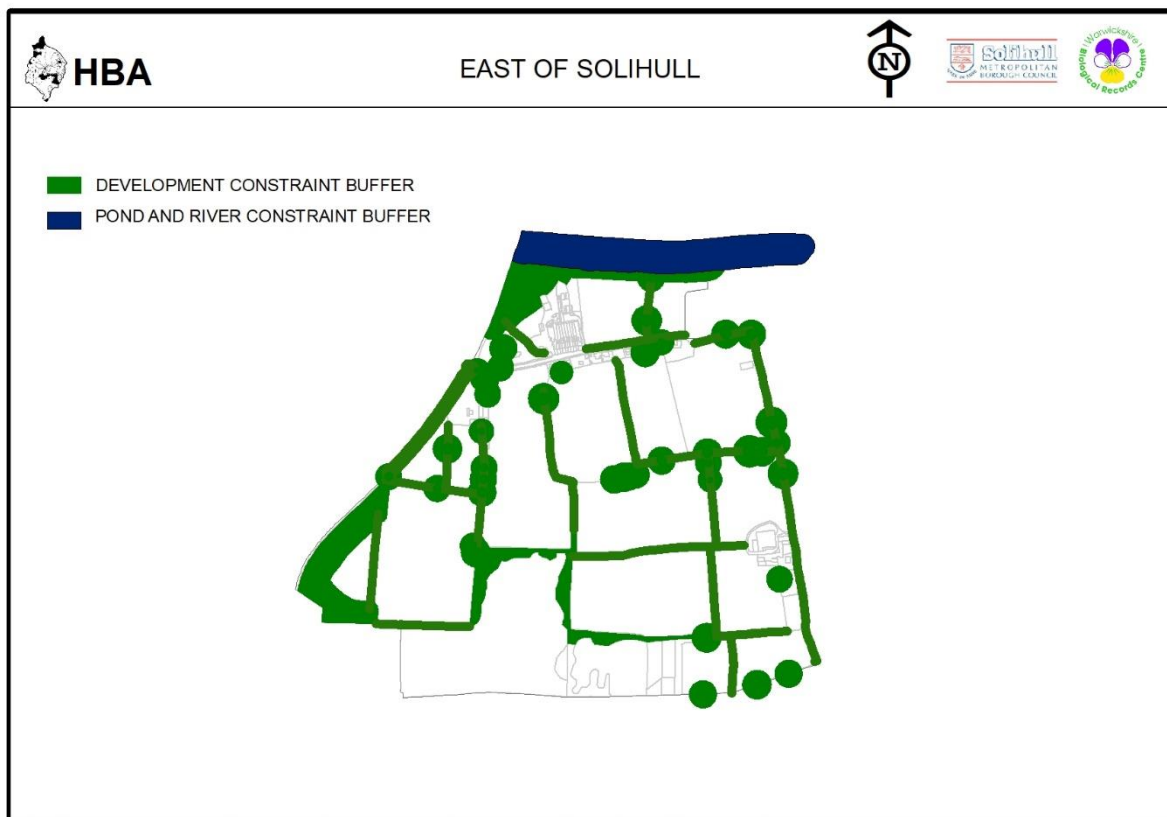 HBA
EAST OF SOLIHULL
N
Solihull
METROPOLITAN
BOROUGH COUNCIL
Warwickshire
Biological Records Centre
DEVELOPMENT CONSTRAINT BUFFER
POND AND RIVER CONSTRAINT BUFFER